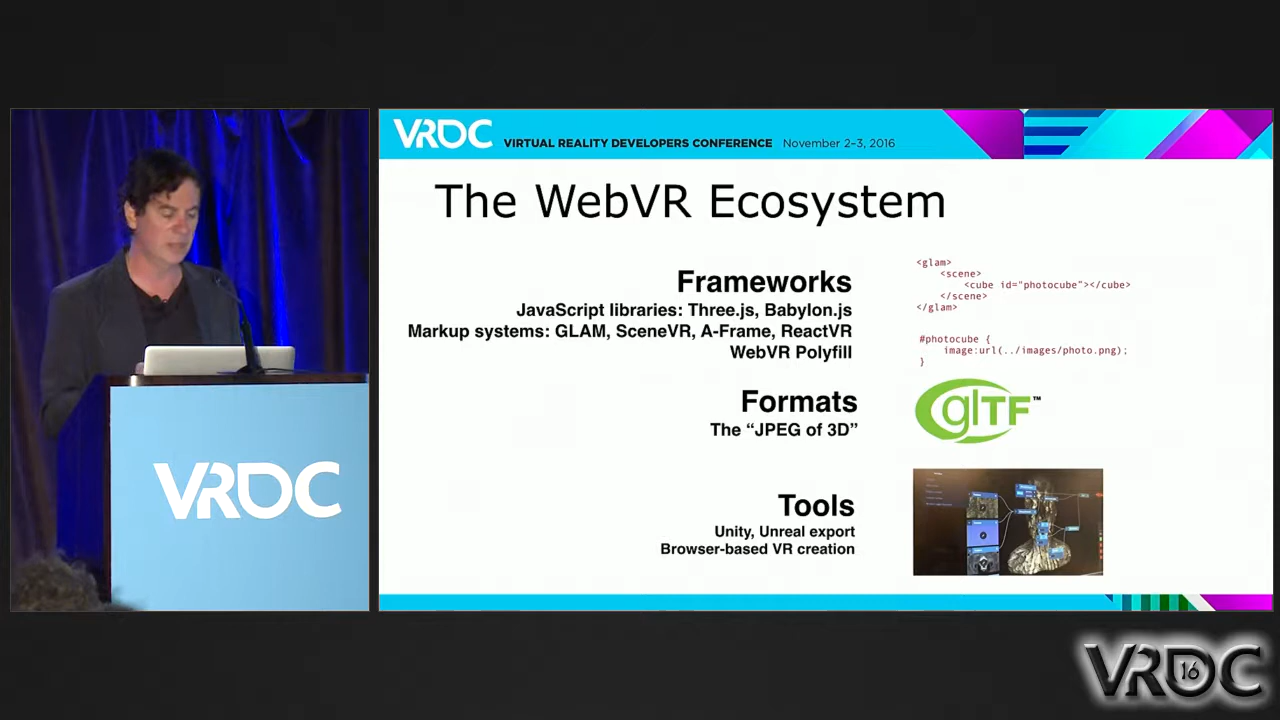 VRDC VIRTUAL REALITY DEVELOPERS CONFERENCE November 2–3, 2016
The WebVR Ecosystem
Frameworks
JavaScript libraries: Three.js, Babylon.js
Markup systems: GLAM, SceneVR, A-Frame, ReactVR
WebVR Polyfill
<glam>
<scene>
<cube id="photocube"></cube>
</scene>
</glam>
#photocube {
image:url(../images/photo.png);
}
Formats
The “JPEG of 3D”
glTF™
Tools
Unity, Unreal export
Browser-based VR creation
VRDC
VRDC 16